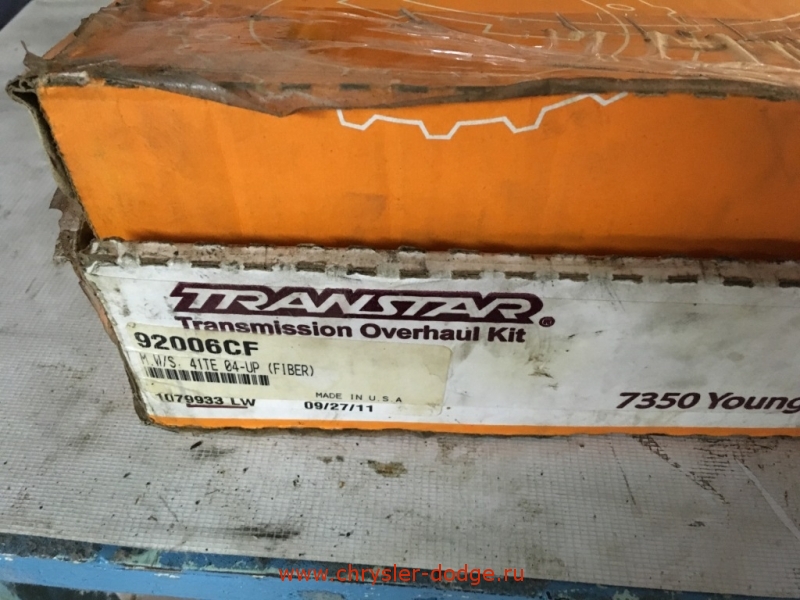 TRANSTAR®
Transmission Overhaul Kit
92006CF
M.W/S. 41TE 04-UP (FIBER)
1079933 LW
MADE IN U.S.A
09/27/11
7350 Young
www.chrysler-dodge.ru